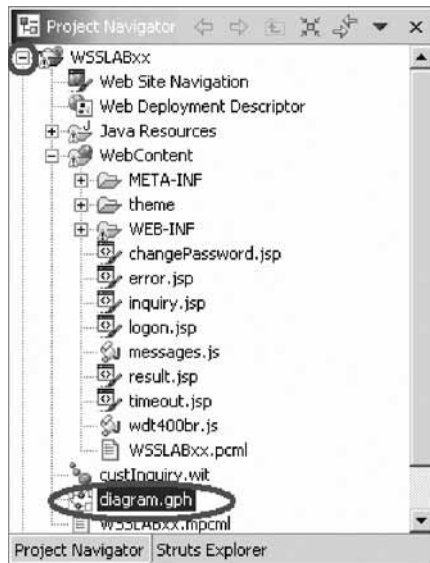 Project Navigator
WSSLABxx
Web Site Navigation
Web Deployment Descriptor
Java Resources
WebContent
META-INF
theme
WEB-INF
changePassword.jsp
error.jsp
inquiry.jsp
logon.jsp
messages.js
result.jsp
timeout.jsp
wdt400br.js
WSSLABxx.pcml
custInquiry.wit
diagram.gph
WSSLABxx.mpcml
Project Navigator Struts Explorer